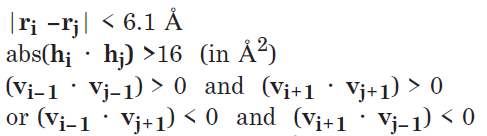 |rᵢ −rⱼ| < 6.1 Å
abs(hᵢ · hⱼ) >16 (in Å²)
(vᵢ₋₁ · vⱼ₋₁) > 0 and (vᵢ₊₁ · vⱼ₊₁) > 0
or (vᵢ₋₁ · vⱼ₊₁) < 0 and (vᵢ₊₁ · vⱼ₋₁) < 0